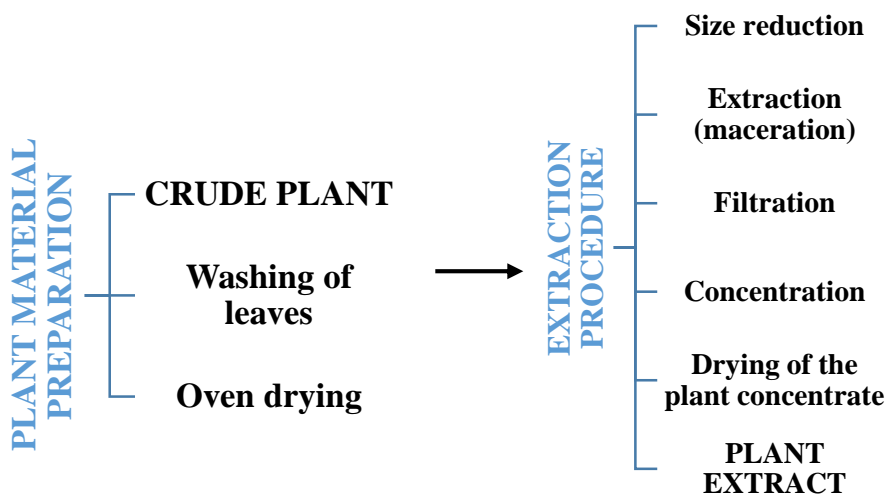 PLANT MATERIAL
PREPARATION
CRUDE PLANT
Washing of
leaves
Oven drying
EXTRACTION
PROCEDURE
Size reduction
Extraction
(maceration)
Filtration
Concentration
Drying of the
plant concentrate
PLANT
EXTRACT